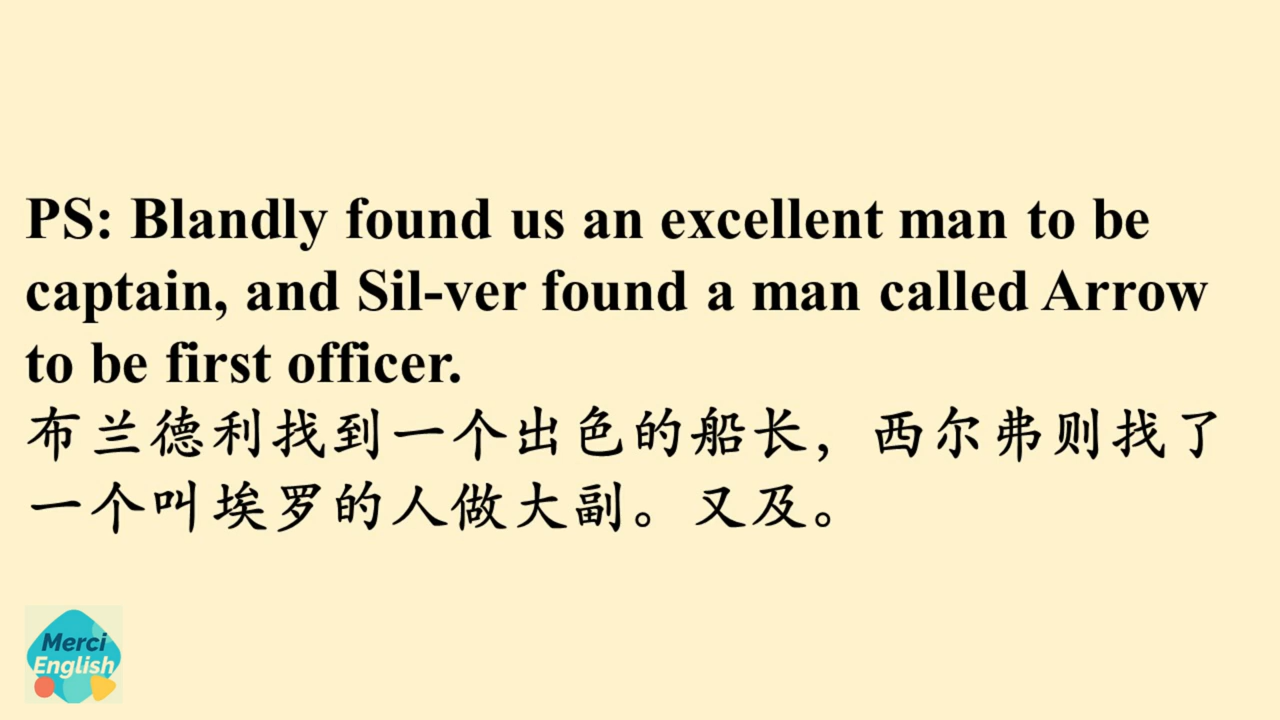 PS: Blandly found us an excellent man to be
captain, and Sil-ver found a man called Arrow
to be first officer.
布兰德利找到一个出色的船长，西尔弗则找了
一个叫埃罗的人做大副。又及。
Merci
English